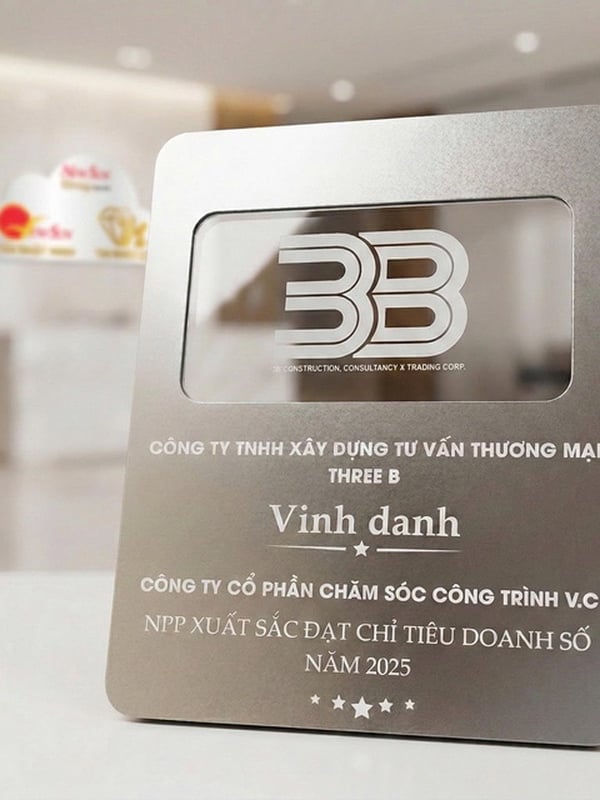 3B
3B CONSTRUCTION, CONSULTANCY X TRADING CORP.
CÔNG TY TNHH XÂY DỰNG TƯ VẤN THƯƠNG MẠI
THREE B
Vinh danh
CÔNG TY CỔ PHẦN CHĂM SÓC CÔNG TRÌNH V.C
NPP XUẤT SẮC ĐẠT CHỈ TIÊU DOANH SỐ
NĂM 2025